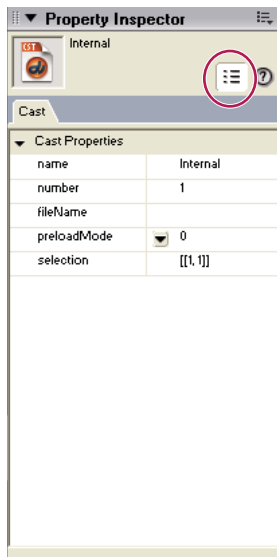 Property Inspector
CST
Internal
?
Cast
Cast Properties
name Internal
number 1
fileName
preloadMode 0
selection [[1, 1]]